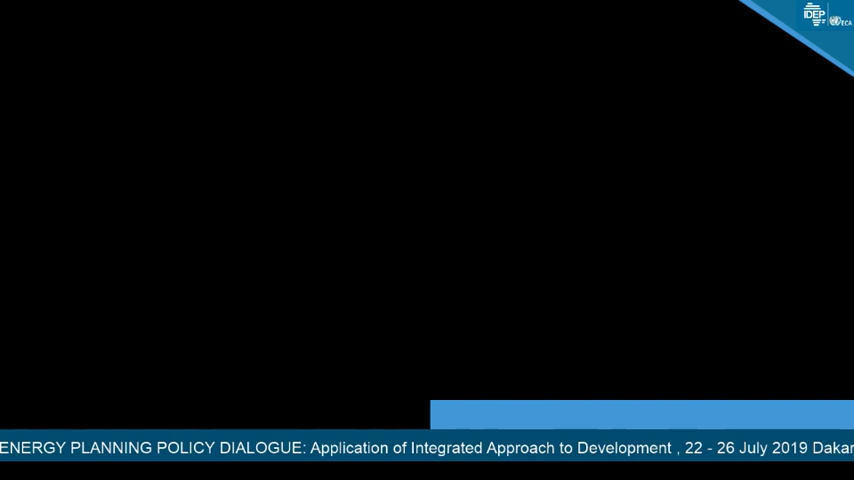 IDEP
ECA
ENERGY PLANNING POLICY DIALOGUE: Application of Integrated Approach to Development , 22 - 26 July 2019 Dakar